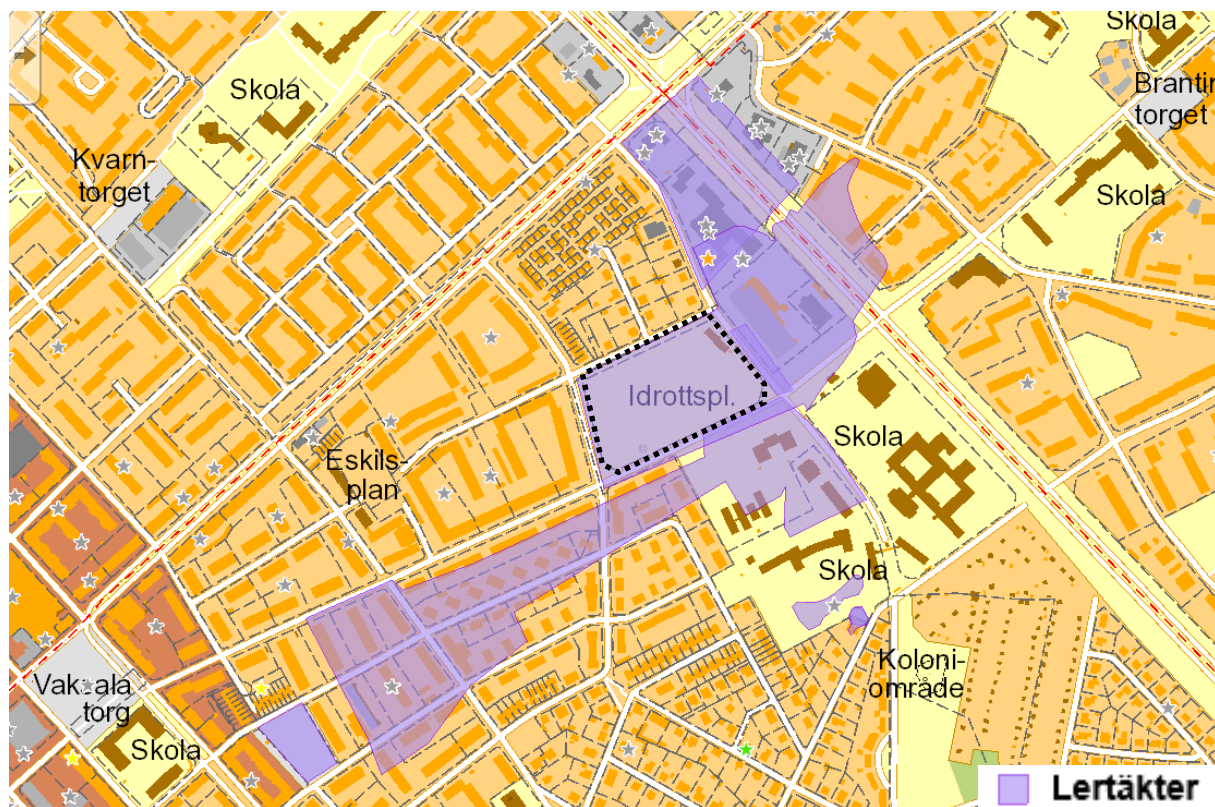 Skola
Skola
Brantin
torget
Kvarn-
torget
Skola
Idrottspl.
Skola
Eskils-
plan
Skola
Koloni-
område
Vaksala
torg
Skola
Lertäkter